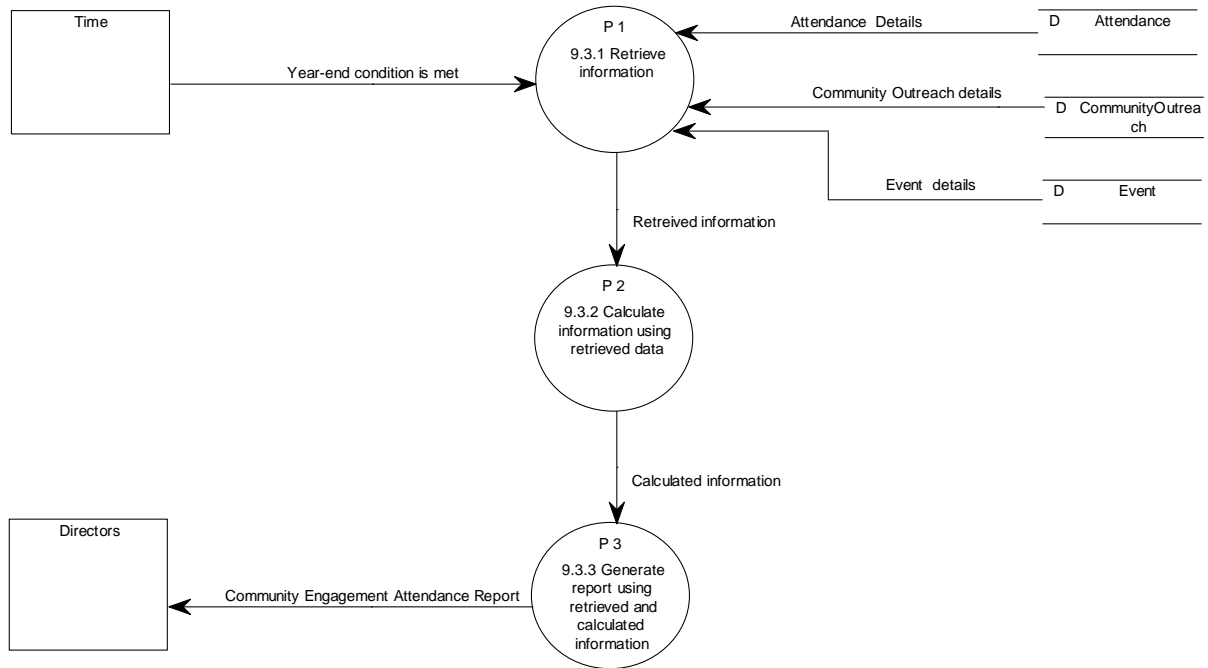 Time
P 1
9.3.1 Retrieve
information
Attendance Details
D Attendance
Year-end condition is met
Community Outreach details
D CommunityOutrea
ch
Event details
D Event
Retreived information
P 2
9.3.2 Calculate
information using
retrieved data
Calculated information
Directors
P 3
9.3.3 Generate
report using
retrieved and
calculated
information
Community Engagement Attendance Report